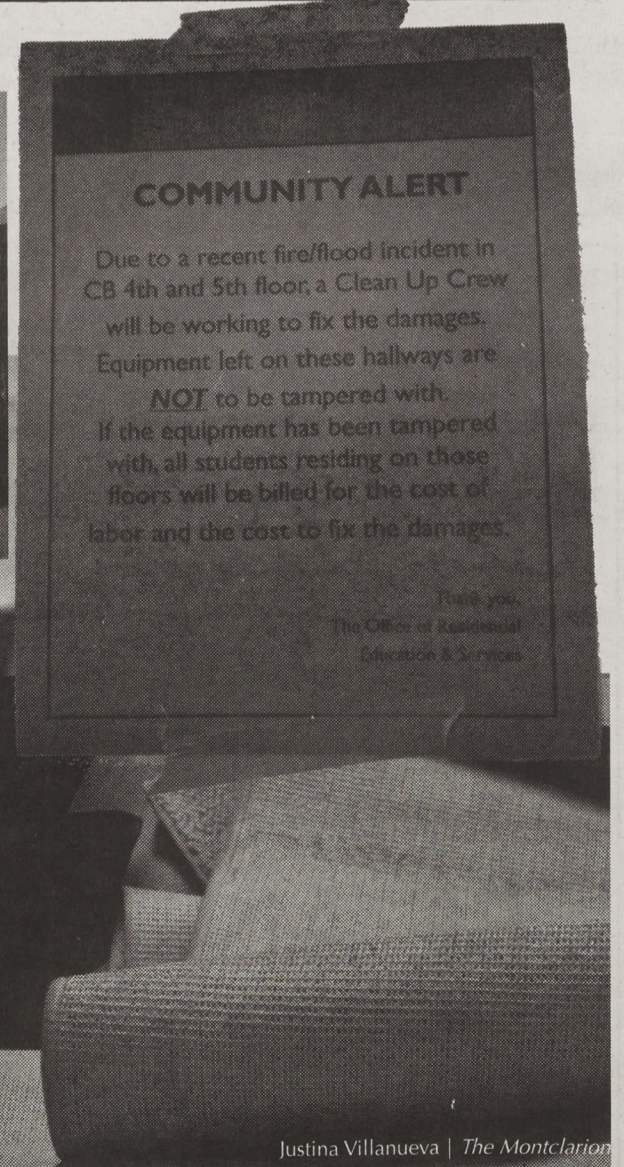 COMMUNITY ALERT
Due to a recent fire/flood incident in
CB 4th and 5th floor, a Clean Up Crew
will be working to fix the damages.
Equipment left on these hallways are
NOT to be tampered with.
If the equipment has been tampered
with, all students residing on those
floors will be billed for the cost of
labor and the cost to fix the damages.
Thank you,
The Office of Residential
Education & Services
Justina Villanueva | The Montclarion